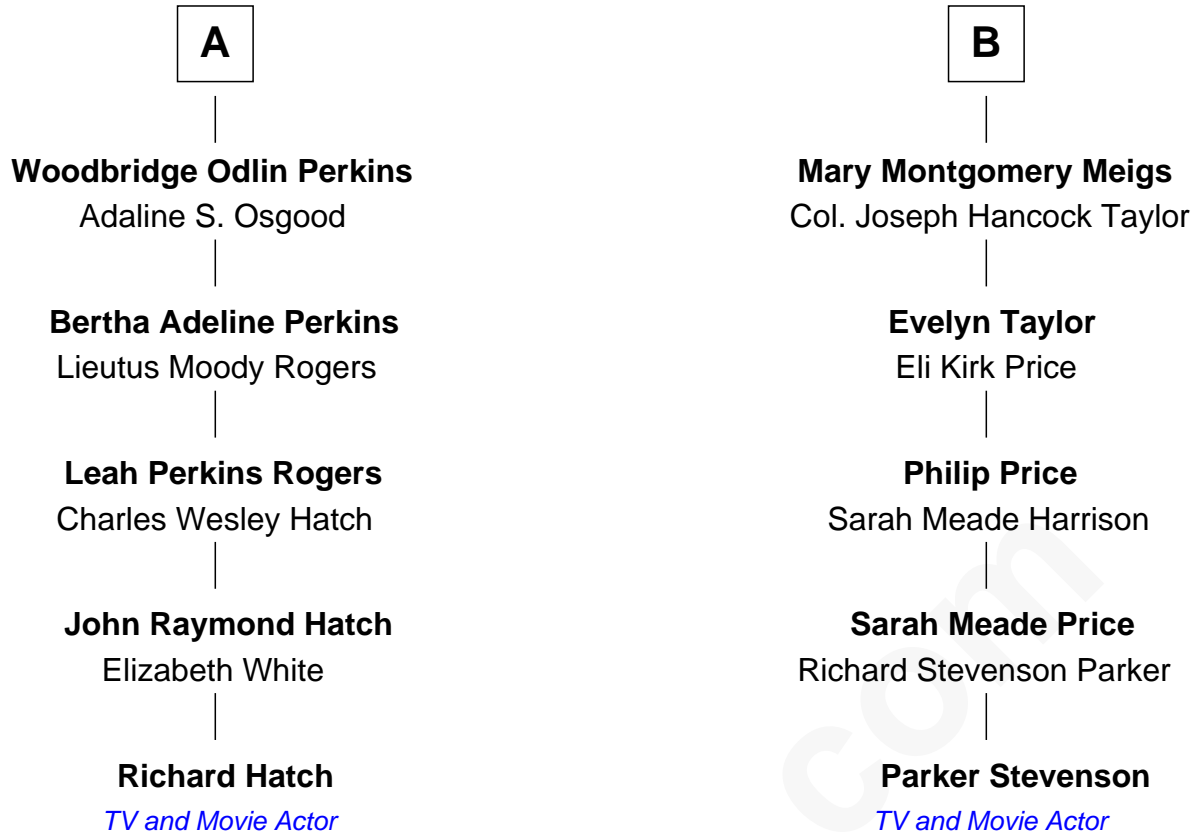 A
Woodbridge Odlin Perkins
Adaline S. Osgood
Bertha Adeline Perkins
Lieutus Moody Rogers
Leah Perkins Rogers
Charles Wesley Hatch
John Raymond Hatch
Elizabeth White
Richard Hatch
TV and Movie Actor
B
Mary Montgomery Meigs
Col. Joseph Hancock Taylor
Evelyn Taylor
Eli Kirk Price
Philip Price
Sarah Meade Harrison
Sarah Meade Price
Richard Stevenson Parker
Parker Stevenson
TV and Movie Actor
com